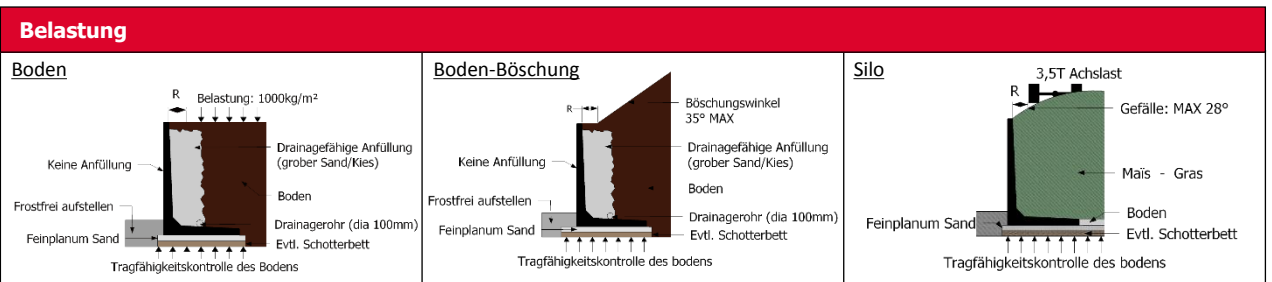 Belastung
Boden
R
Belastung: 1000kg/m²
Drainagefähige Anfüllung
(grober Sand/Kies)
Keine Anfüllung
Boden
Frostfrei aufstellen
Drainagerohr (dia 100mm)
Feinplanum Sand
Evtl. Schotterbett
Tragfähigkeitskontrolle des Bodens
Boden-Böschung
R
Böschungswinkel
35° MAX
Drainagefähige Anfüllung
(grober Sand/Kies)
Keine Anfüllung
Boden
Frostfrei aufstellen
Drainagerohr (dia 100mm)
Feinplanum Sand
Evtl. Schotterbett
Tragfähigkeitskontrolle des bodens
Silo
3,5T Achslast
R
Gefälle: MAX 28°
Maïs - Gras
Boden
Feinplanum Sand
Evtl. Schotterbett
Tragfähigkeitskontrolle des bodens